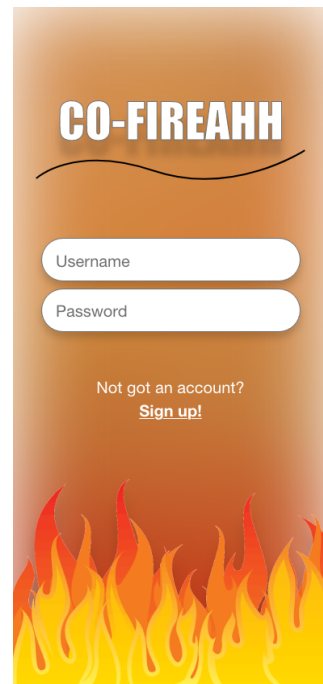 CO-FIREAHH
Username
Password
Not got an account?
Sign up!